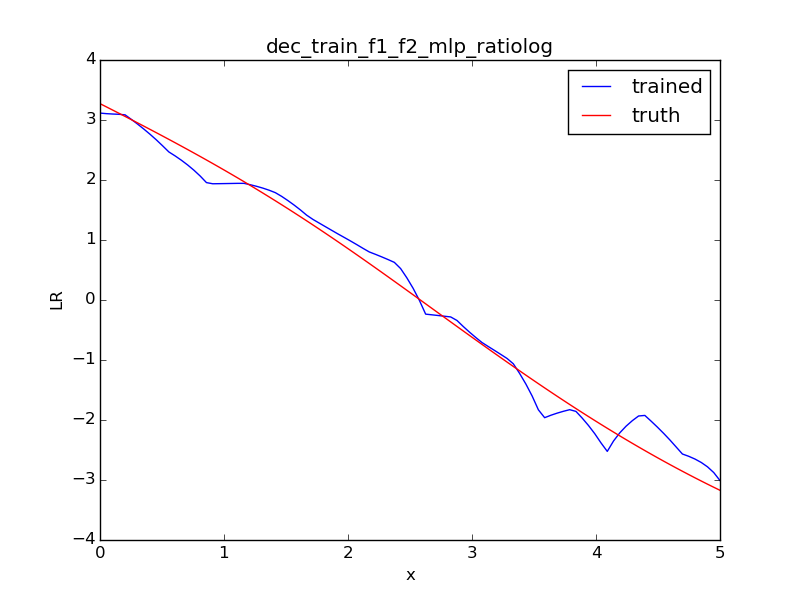 dec_train_f1_f2_mlp_ratiolog
trained
truth
4
3
2
1
0
−1
−2
−3
−4
LR
0 1 2 3 4 5
x